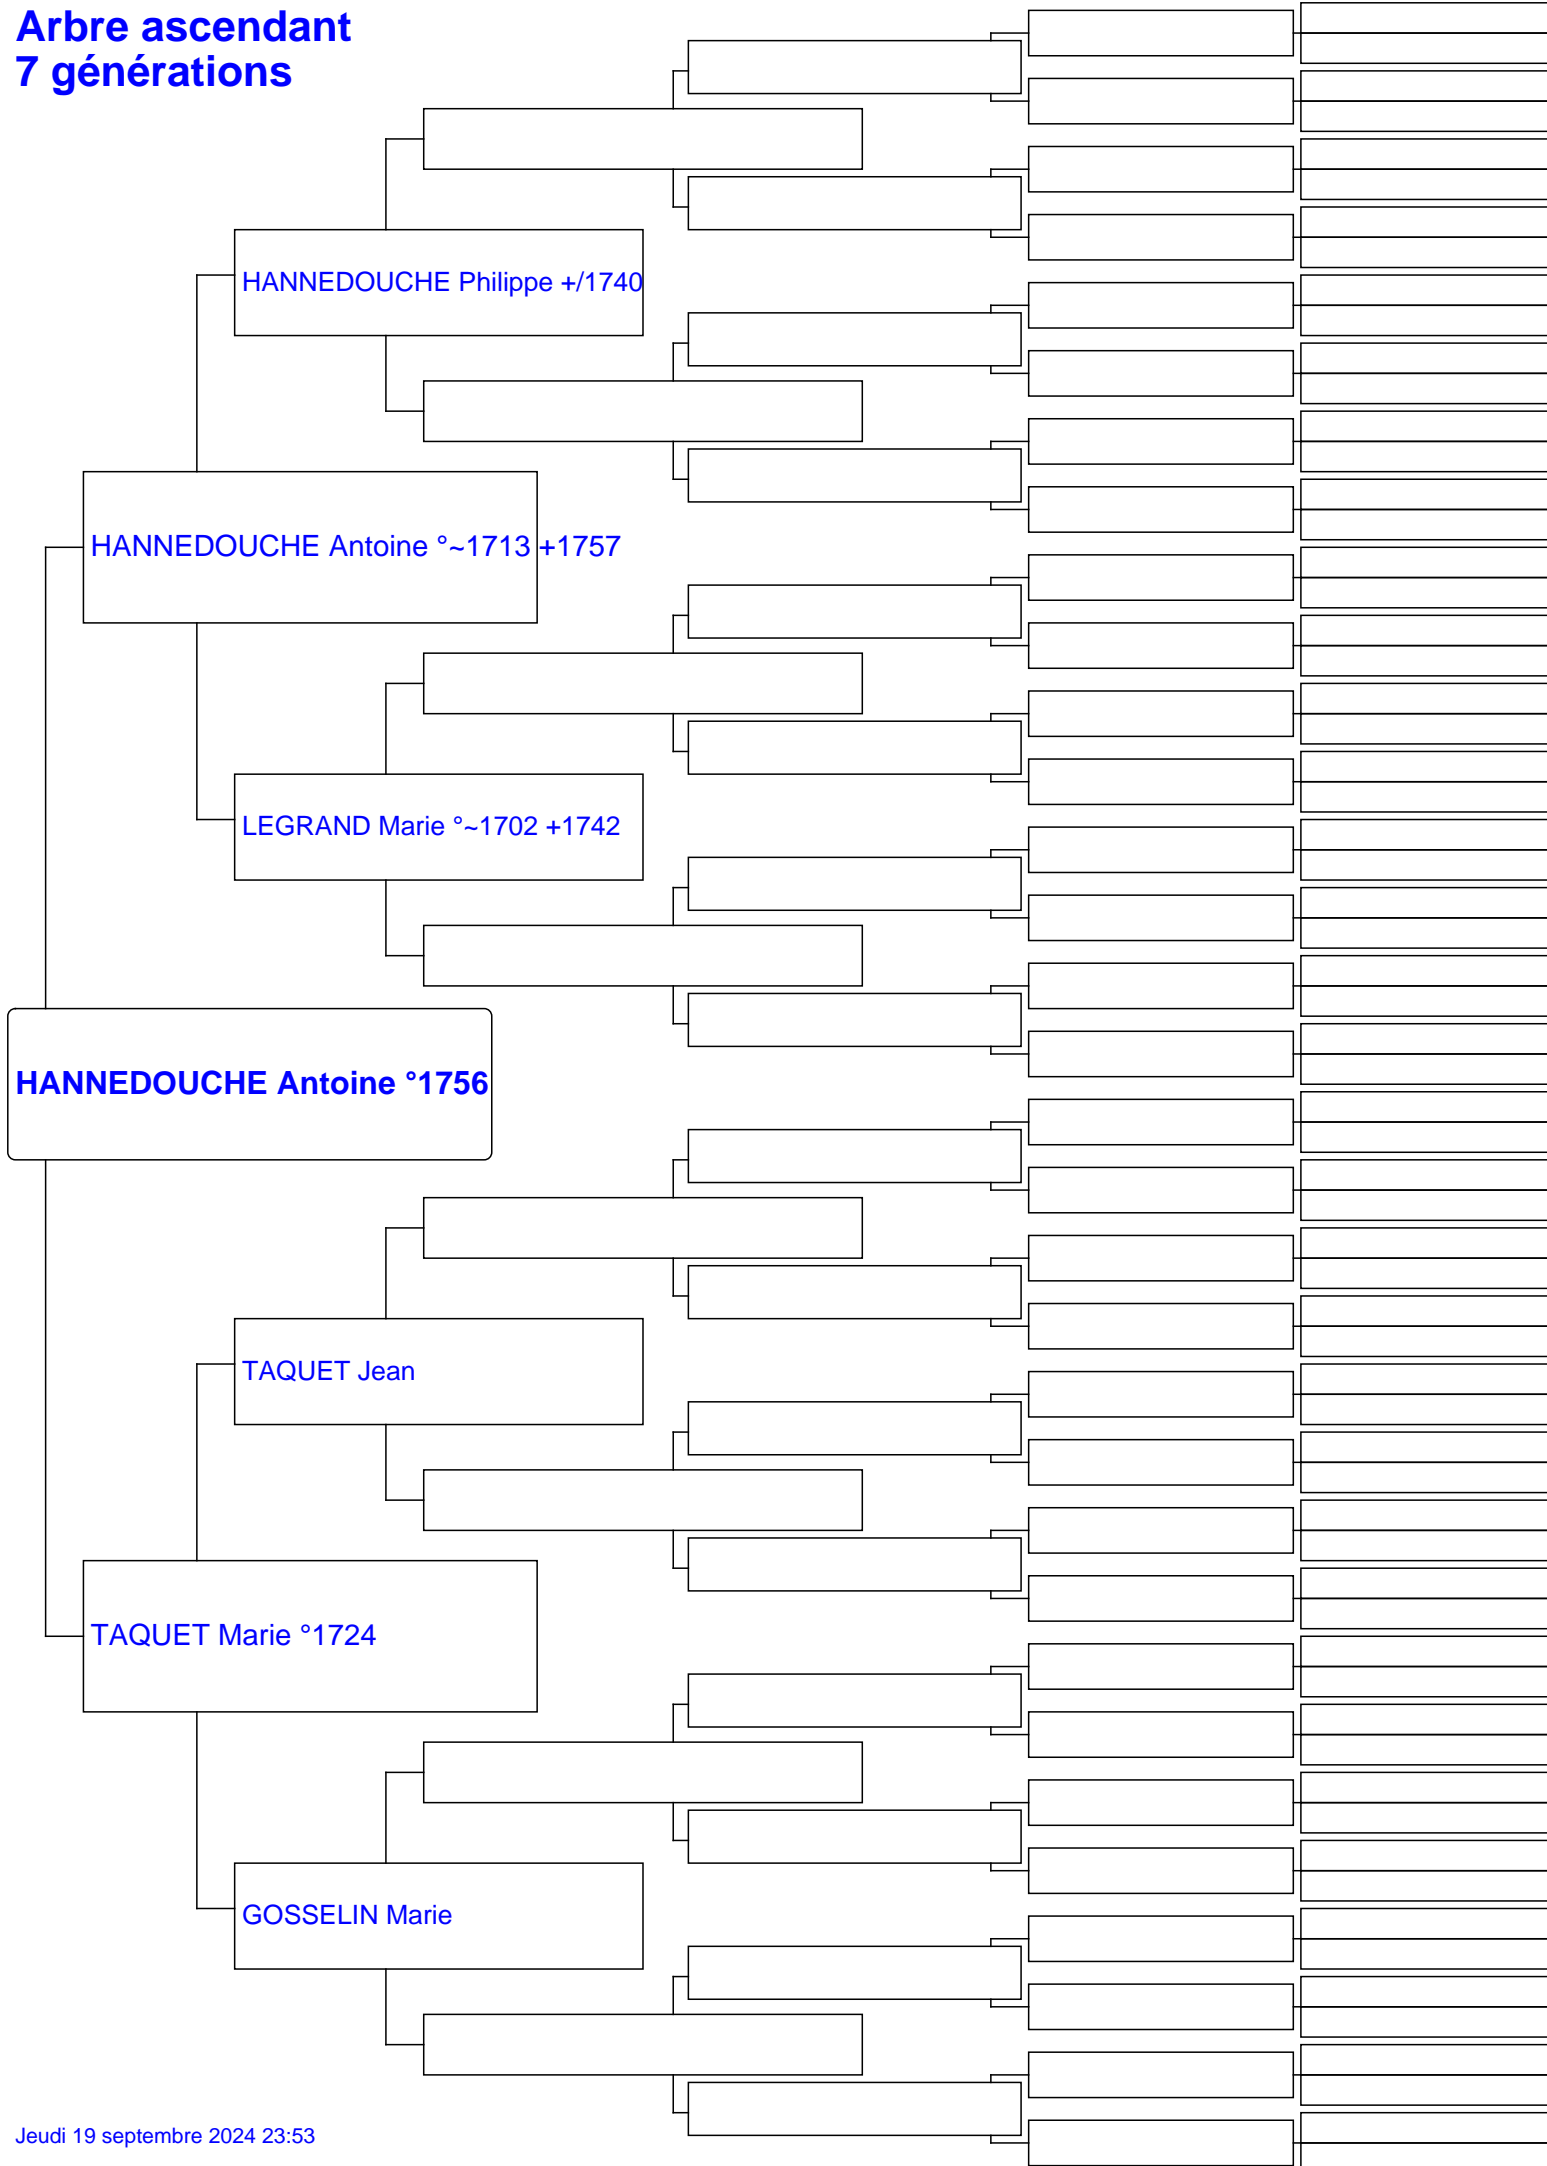 Arbre ascendant
7 générations
HANNEDOUCHE Philippe +/1740
HANNEDOUCHE Antoine °~1713 +1757
LEGRAND Marie °~1702 +1742
HANNEDOUCHE Antoine °1756
TAQUET Jean
TAQUET Marie °1724
GOSSELIN Marie
Jeudi 19 septembre 2024 23:53